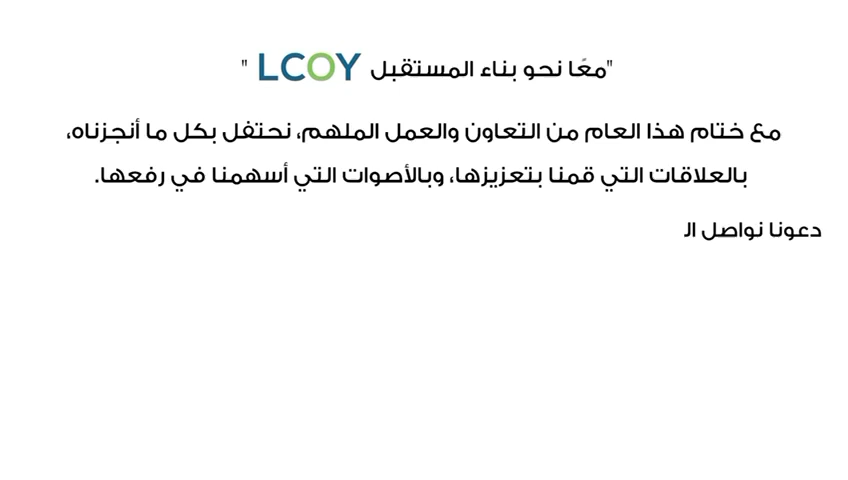 "معًا نحو بناء المستقبل LCOY "
مع ختام هذا العام من التعاون والعمل الملهم، نحتفل بكل ما أنجزناه،
بالعلاقات التي قمنا بتعزيزها، وبالأصوات التي أسهمنا في رفعها.
دعونا نواصل ال